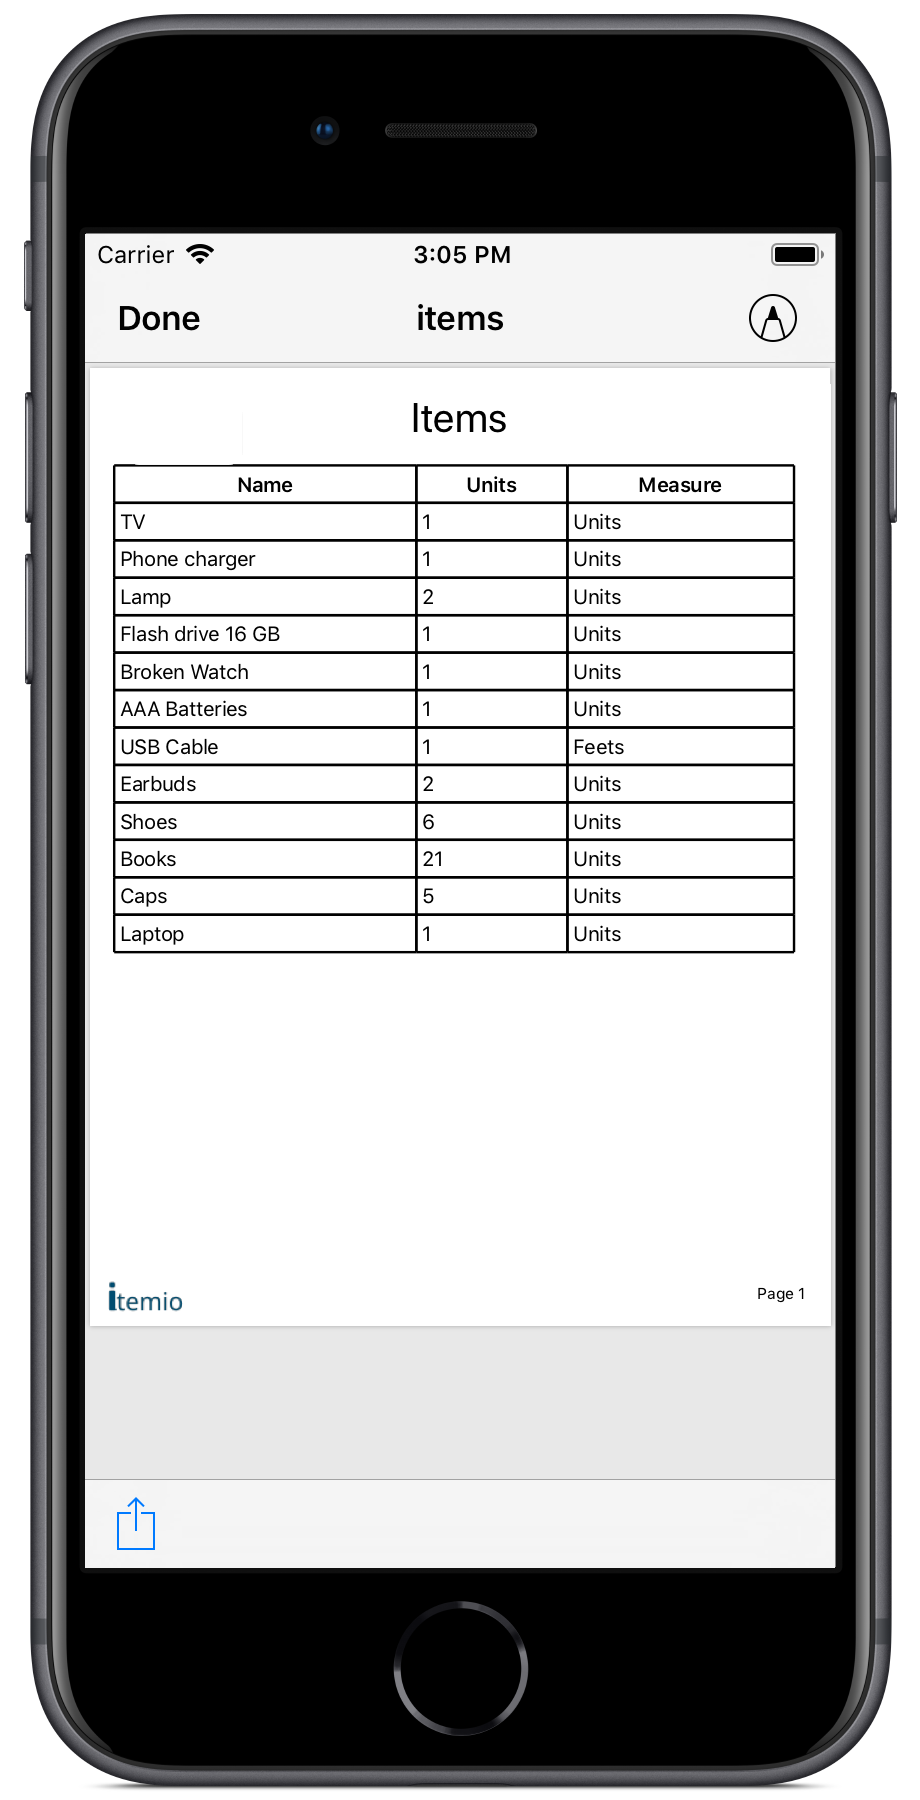 Carrier 3:05 PM
Done items
Items
Name Units Measure
TV 1 Units
Phone charger 1 Units
Lamp 2 Units
Flash drive 16 GB 1 Units
Broken Watch 1 Units
AAA Batteries 1 Units
USB Cable 1 Feets
Earbuds 2 Units
Shoes 6 Units
Books 21 Units
Caps 5 Units
Laptop 1 Units
itemio Page 1